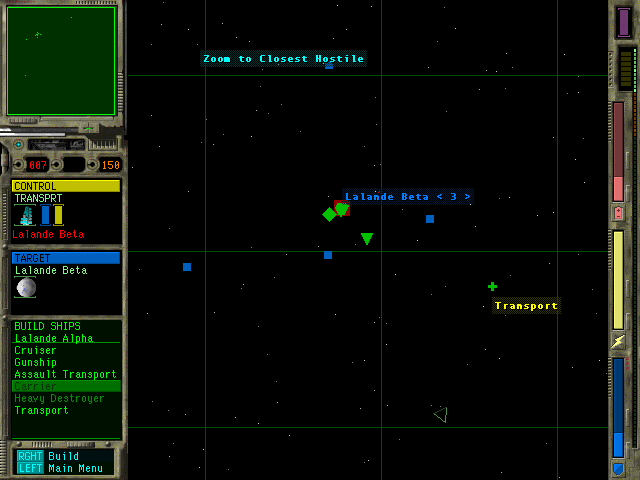 Zoom to Closest Hostile
007 150
CONTROL
TRANSPRT
Lalande Beta
Lalande Beta < 3 >
TARGET
Lalande Beta
Transport
BUILD SHIPS
Lalande Alpha
Cruiser
Gunship
Assault Transport
Carrier
Heavy Destroyer
Transport
RGHT Build
LEFT Main Menu